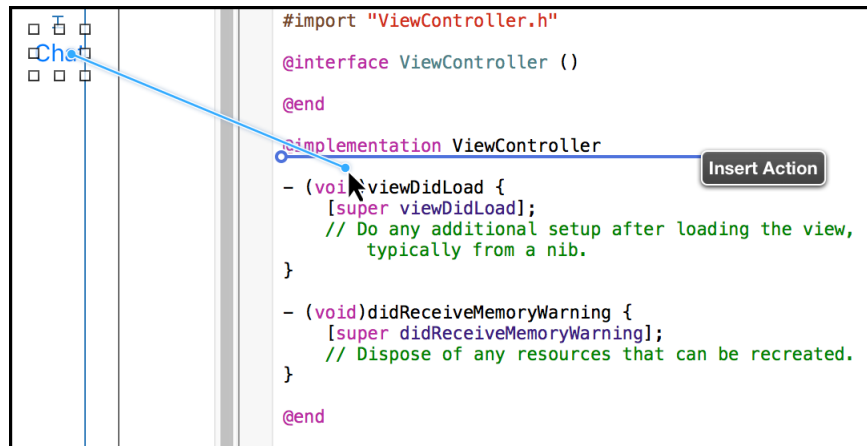 Chat
#import "ViewController.h"
@interface ViewController ()
@end
@implementation ViewController
Insert Action
- (void)viewDidLoad {
[super viewDidLoad];
// Do any additional setup after loading the view,
typically from a nib.
}
- (void)didReceiveMemoryWarning {
[super didReceiveMemoryWarning];
// Dispose of any resources that can be recreated.
}
@end